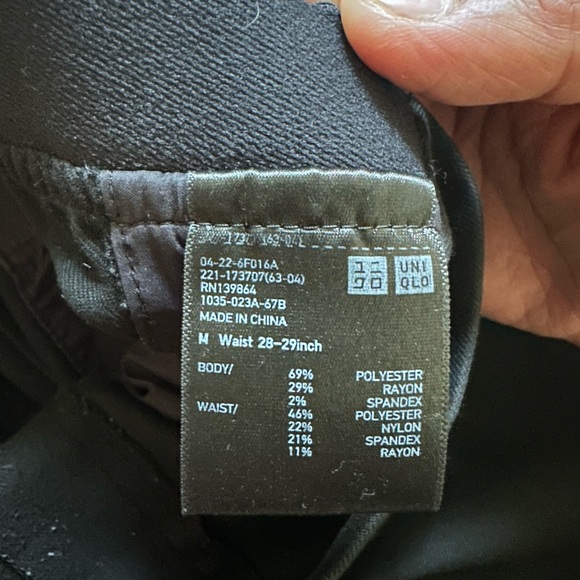 04-22-6F016A
221-173707(63-04)
RN139864
1035-023A-67B
MADE IN CHINA
ユニ
クロ
UNI
QLO
M Waist 28-29inch
BODY/ 69% POLYESTER
29% RAYON
2% SPANDEX
WAIST/ 46% POLYESTER
22% NYLON
21% SPANDEX
11% RAYON